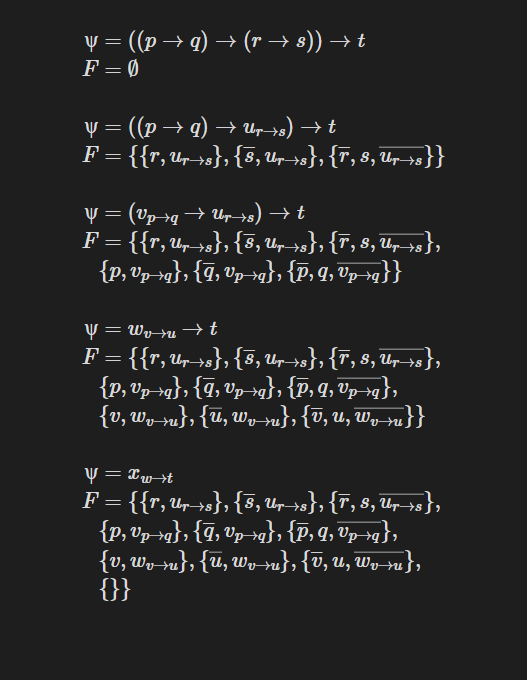 ψ = ((p → q) → (r → s)) → t
F = ∅
ψ = ((p → q) → u_{r→s}) → t
F = {{r, u_{r→s}}, {s̅, u_{r→s}}, {r̅, s, \overline{u_{r→s}}}}
ψ = (v_{p→q} → u_{r→s}) → t
F = {{r, u_{r→s}}, {s̅, u_{r→s}}, {r̅, s, \overline{u_{r→s}}},
{p, v_{p→q}}, {q̅, v_{p→q}}, {p̅, q, \overline{v_{p→q}}}}
ψ = w_{v→u} → t
F = {{r, u_{r→s}}, {s̅, u_{r→s}}, {r̅, s, \overline{u_{r→s}}},
{p, v_{p→q}}, {q̅, v_{p→q}}, {p̅, q, \overline{v_{p→q}}},
{v, w_{v→u}}, {u̅, w_{v→u}}, {v̅, u, \overline{w_{v→u}}}}
ψ = x_{w→t}
F = {{r, u_{r→s}}, {s̅, u_{r→s}}, {r̅, s, \overline{u_{r→s}}},
{p, v_{p→q}}, {q̅, v_{p→q}}, {p̅, q, \overline{v_{p→q}}},
{v, w_{v→u}}, {u̅, w_{v→u}}, {v̅, u, \overline{w_{v→u}}},
{}}